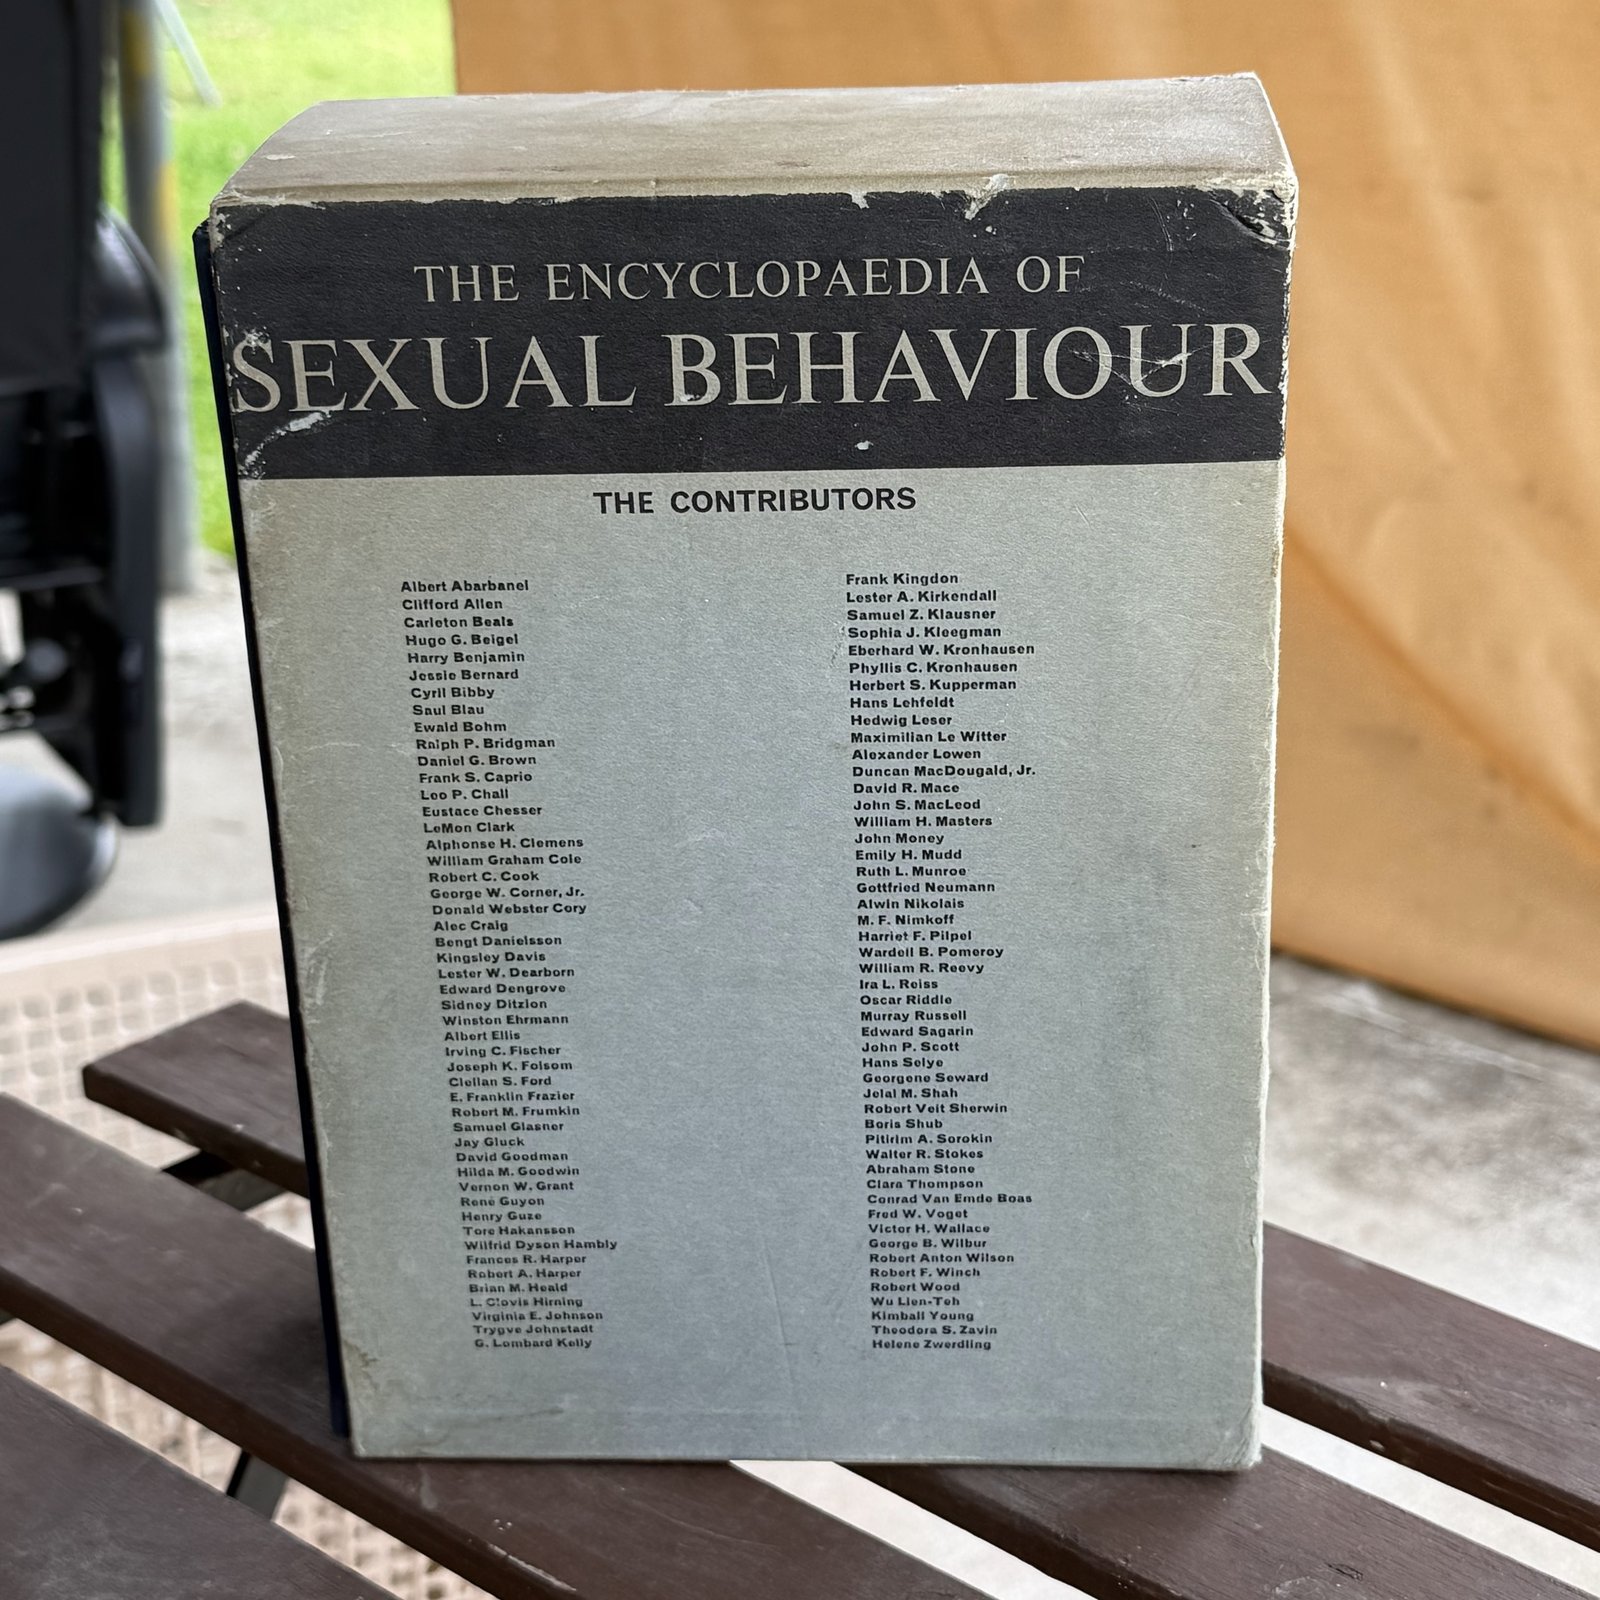 THE ENCYCLOPAEDIA OF
SEXUAL BEHAVIOUR
THE CONTRIBUTORS
Albert Abarbanel
Clifford Allen
Carleton Beals
Hugo G. Beigel
Harry Benjamin
Jessie Bernard
Cyril Bibby
Saul Blau
Ewald Bohm
Ralph P. Bridgman
Daniel G. Brown
Frank S. Caprio
Leo P. Chall
Eustace Chesser
LeMon Clark
Alphonse H. Clemens
William Graham Cole
Robert C. Cook
George W. Corner, Jr.
Donald Webster Cory
Alec Craig
Bengt Danielsson
Kingsley Davis
Lester W. Dearborn
Edward Dengrove
Sidney Ditzion
Winston Ehrmann
Albert Ellis
Irving C. Fischer
Joseph K. Folsom
Clellan S. Ford
E. Franklin Frazier
Robert M. Frumkin
Samuel Glasner
Jay Gluck
David Goodman
Hilda M. Goodwin
Vernon W. Grant
René Guyon
Henry Guze
Tore Hakansson
Wilfrid Dyson Hambly
Frances R. Harper
Robert A. Harper
Brian M. Heald
L. Clovis Hirning
Virginia E. Johnson
Trygve Johnstadt
G. Lombard Kelly
Frank Kingdon
Lester A. Kirkendall
Samuel Z. Klausner
Sophia J. Kleegman
Eberhard W. Kronhausen
Phyllis C. Kronhausen
Herbert S. Kupperman
Hans Lehfeldt
Hedwig Leser
Maximilian Le Witter
Alexander Lowen
Duncan MacDougald, Jr.
David R. Mace
John S. MacLeod
William H. Masters
John Money
Emily H. Mudd
Ruth L. Munroe
Gottfried Neumann
Alwin Nikolais
M. F. Nimkoff
Harriet F. Pilpel
Wardell B. Pomeroy
William R. Reevy
Ira L. Reiss
Oscar Riddle
Murray Russell
Edward Sagarin
John P. Scott
Hans Selye
Georgene Seward
Jelal M. Shah
Robert Veit Sherwin
Boris Shub
Pitirim A. Sorokin
Walter R. Stokes
Abraham Stone
Clara Thompson
Conrad Van Emde Boas
Fred W. Voget
Victor H. Wallace
George B. Wilbur
Robert Anton Wilson
Robert F. Winch
Robert Wood
Wu Lien-Teh
Kimball Young
Theodora S. Zavin
Helene Zwerdling